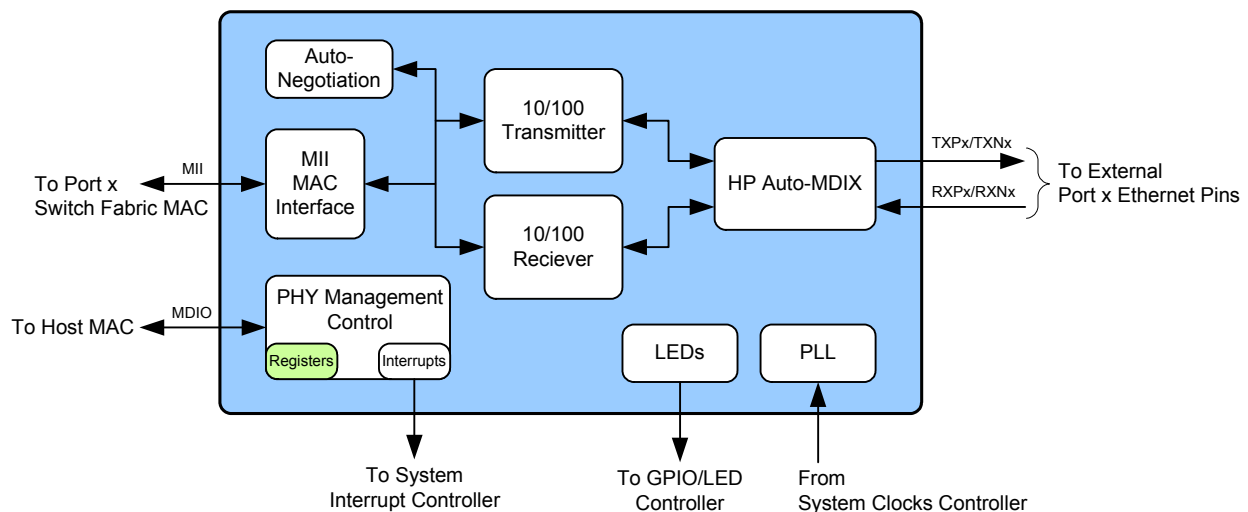 Auto-
Negotiation
10/100
Transmitter
MII
MAC
Interface
MII
To Port x
Switch Fabric MAC
HP Auto-MDIX
TXPx/TXNx
RXPx/RXNx
To External
Port x Ethernet Pins
10/100
Reciever
PHY Management
Control
Registers
Interrupts
MDIO
To Host MAC
LEDs
PLL
To System
Interrupt Controller
To GPIO/LED
Controller
From
System Clocks Controller